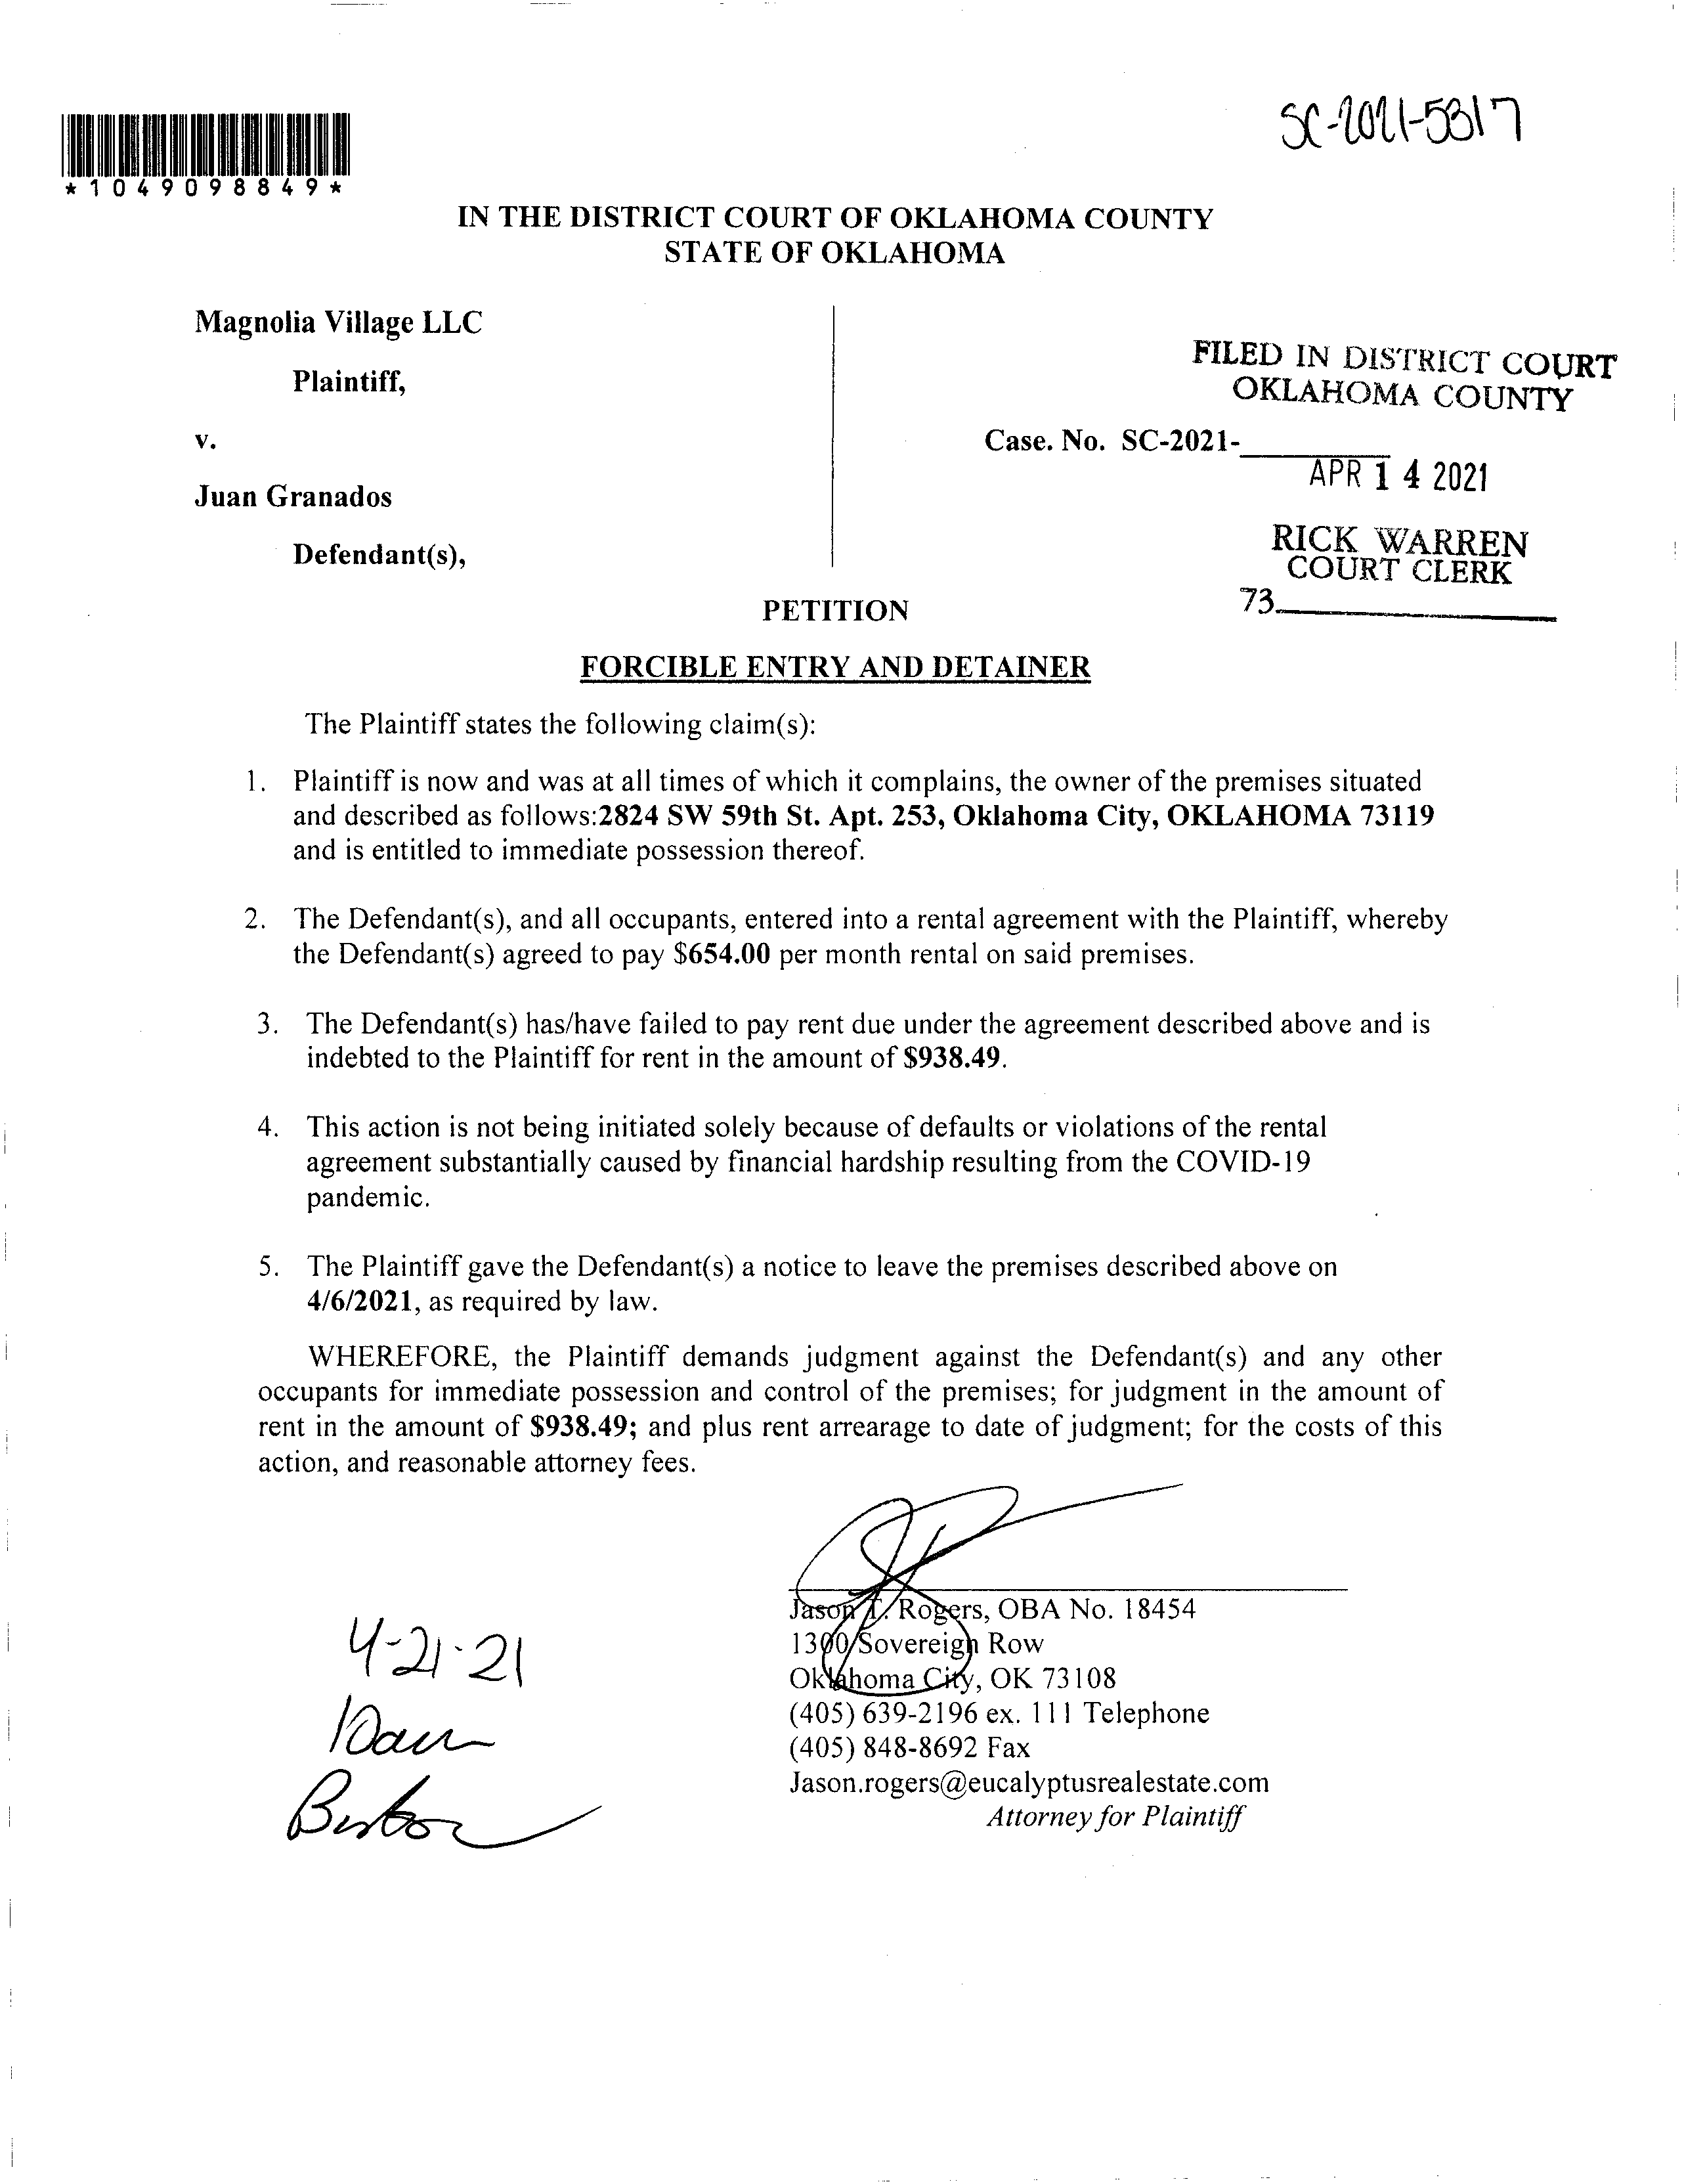 SC-2021-5317
*1049098849*
IN THE DISTRICT COURT OF OKLAHOMA COUNTY
STATE OF OKLAHOMA
Magnolia Village LLC
Plaintiff,
v.
Juan Granados
Defendant(s),
FILED IN DISTRICT COURT
OKLAHOMA COUNTY
Case. No. SC-2021-
APR 14 2021
RICK WARREN
COURT CLERK
73
PETITION
FORCIBLE ENTRY AND DETAINER
The Plaintiff states the following claim(s):
1. Plaintiff is now and was at all times of which it complains, the owner of the premises situated
and described as follows:2824 SW 59th St. Apt. 253, Oklahoma City, OKLAHOMA 73119
and is entitled to immediate possession thereof.
2. The Defendant(s), and all occupants, entered into a rental agreement with the Plaintiff, whereby
the Defendant(s) agreed to pay $654.00 per month rental on said premises.
3. The Defendant(s) has/have failed to pay rent due under the agreement described above and is
indebted to the Plaintiff for rent in the amount of $938.49.
4. This action is not being initiated solely because of defaults or violations of the rental
agreement substantially caused by financial hardship resulting from the COVID-19
pandemic.
5. The Plaintiff gave the Defendant(s) a notice to leave the premises described above on
4/6/2021, as required by law.
WHEREFORE, the Plaintiff demands judgment against the Defendant(s) and any other
occupants for immediate possession and control of the premises; for judgment in the amount of
rent in the amount of $938.49; and plus rent arrearage to date of judgment; for the costs of this
action, and reasonable attorney fees.
Jason T. Rogers, OBA No. 18454
1300 Sovereign Row
Oklahoma City, OK 73108
(405) 639-2196 ex. 111 Telephone
(405) 848-8692 Fax
Jason.rogers@eucalyptusrealestate.com
Attorney for Plaintiff
4-21-21
10am